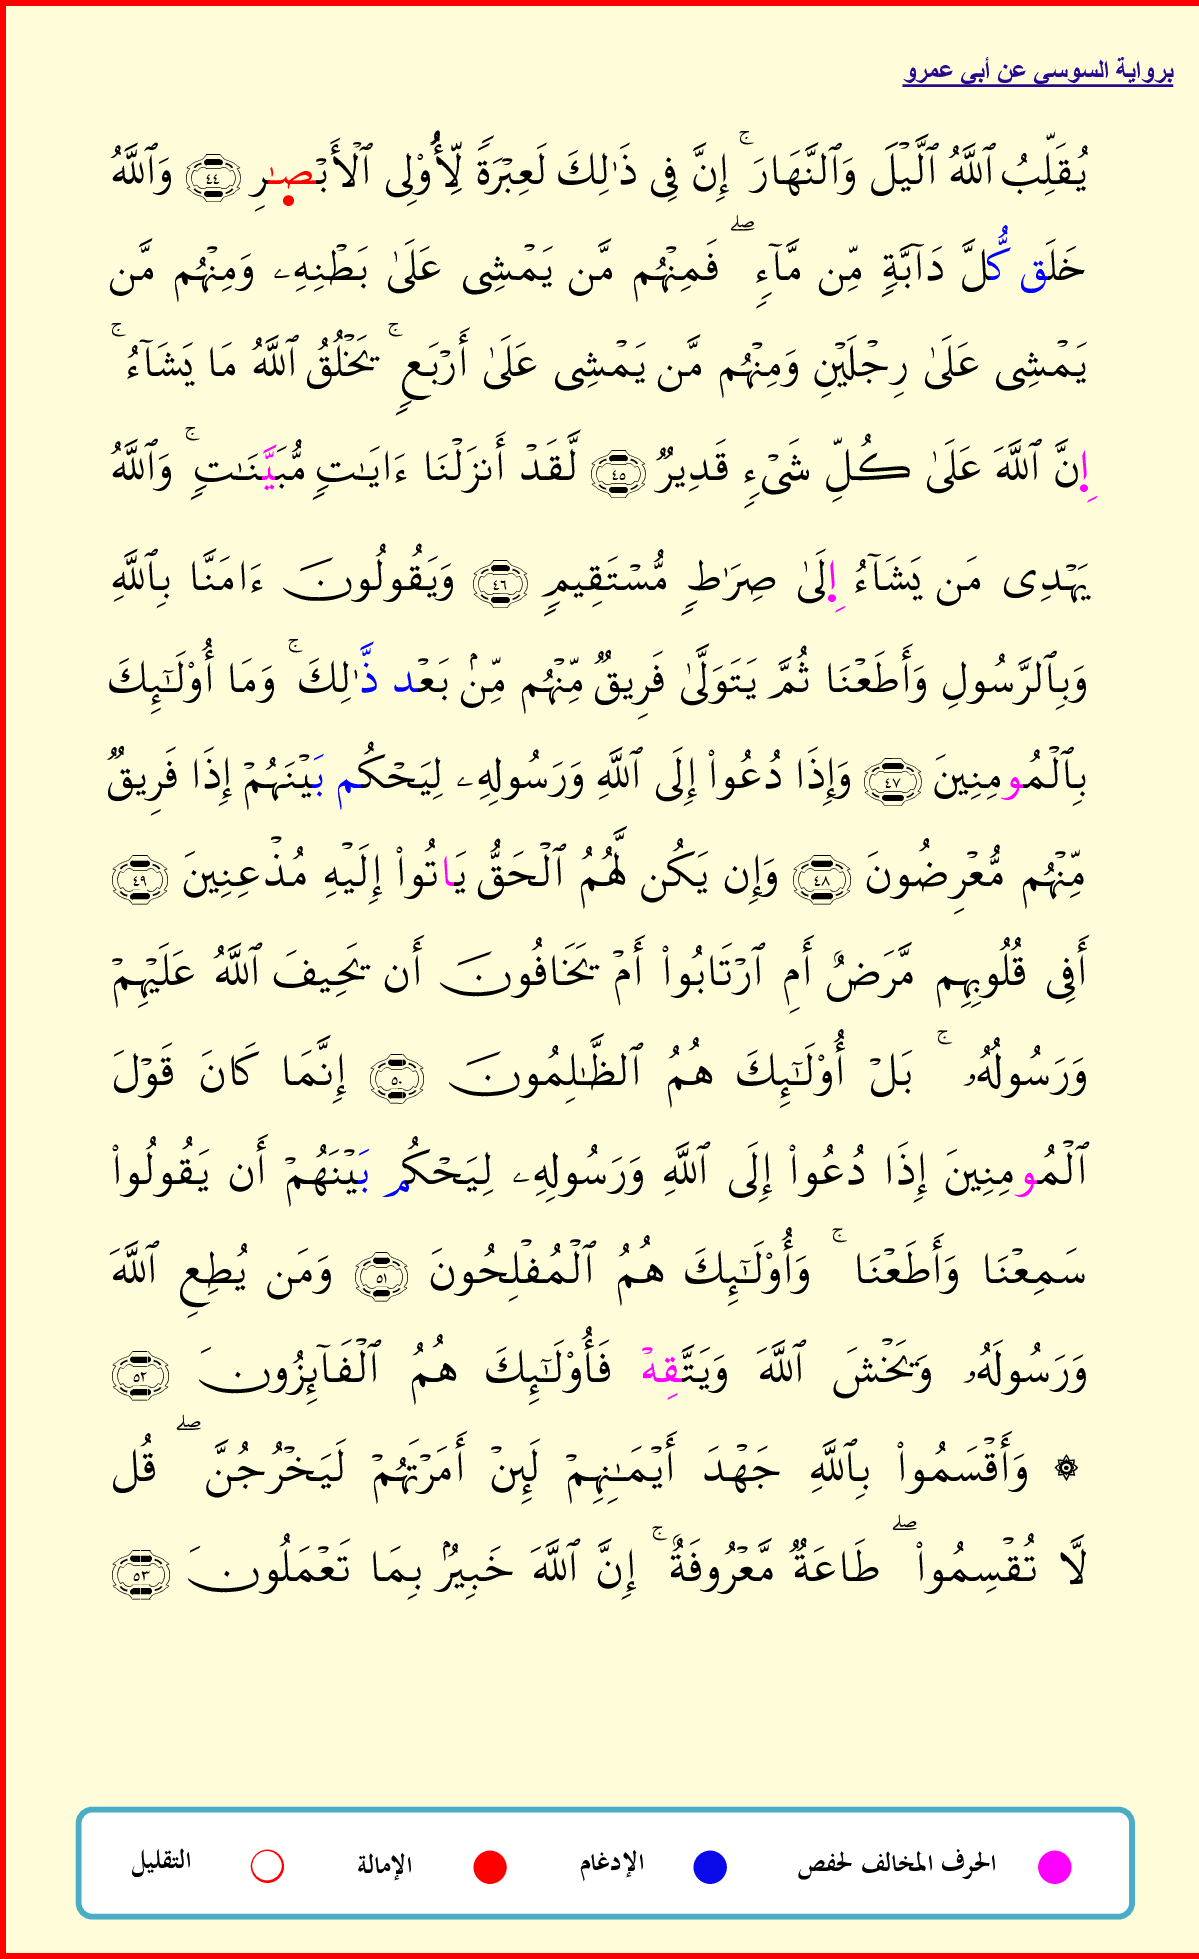 برواية السوسي عن أبي عمرو
يُقَلِّبُ ٱللَّهُ ٱلَّيْلَ وَٱلنَّهَارَ ۚ إِنَّ فِى ذَٰلِكَ لَعِبْرَةً لِّأُو۟لِى ٱلْأَبْصَٰرِ ٤٤ وَٱللَّهُ
خَلَق كُّلَّ دَآبَّةٍ مِّن مَّآءٍ ۖ فَمِنْهُم مَّن يَمْشِى عَلَىٰ بَطْنِهِۦ وَمِنْهُم مَّن
يَمْشِى عَلَىٰ رِجْلَيْنِ وَمِنْهُم مَّن يَمْشِى عَلَىٰ أَرْبَعٍ ۚ يَخْلُقُ ٱللَّهُ مَا يَشَآءُ ۚ
اِ۪نَّ ٱللَّهَ عَلَىٰ كُلِّ شَىْءٍ قَدِيرٌ ٤٥ لَّقَدْ أَنزَلْنَا ءَايَٰتٍ مُّبَيَّنَٰتٍ ۚ وَٱللَّهُ
يَهْدِى مَن يَشَآءُ اِ۪لَىٰ صِرَٰطٍ مُّسْتَقِيمٍ ٤٦ وَيَقُولُونَ ءَامَنَّا بِٱللَّهِ
وَبِٱلرَّسُولِ وَأَطَعْنَا ثُمَّ يَتَوَلَّىٰ فَرِيقٌ مِّنْهُم مِّنۢ بَعْد ذَّٰلِكَ ۚ وَمَا أُو۟لَٰٓئِكَ
بِٱلْمُومِنِينَ ٤٧ وَإِذَا دُعُوا۟ إِلَى ٱللَّهِ وَرَسُولِهِۦ لِيَحْكُم بَيْنَهُمْ إِذَا فَرِيقٌ
مِّنْهُم مُّعْرِضُونَ ٤٨ وَإِن يَكُن لَّهُمُ ٱلْحَقُّ يَاتُوا۟ إِلَيْهِ مُذْعِنِينَ ٤٩
أَفِى قُلُوبِهِم مَّرَضٌ أَمِ ٱرْتَابُوا۟ أَمْ يَخَافُونَ أَن يَحِيفَ ٱللَّهُ عَلَيْهِمْ
وَرَسُولُهُۥ ۚ بَلْ أُو۟لَٰٓئِكَ هُمُ ٱلظَّٰلِمُونَ ٥٠ إِنَّمَا كَانَ قَوْلَ
ٱلْمُومِنِينَ إِذَا دُعُوا۟ إِلَى ٱللَّهِ وَرَسُولِهِۦ لِيَحْكُم بَيْنَهُمْ أَن يَقُولُوا۟
سَمِعْنَا وَأَطَعْنَا ۚ وَأُو۟لَٰٓئِكَ هُمُ ٱلْمُفْلِحُونَ ٥١ وَمَن يُطِعِ ٱللَّهَ
وَرَسُولَهُۥ وَيَخْشَ ٱللَّهَ وَيَتَّقِهْ فَأُو۟لَٰٓئِكَ هُمُ ٱلْفَآئِزُونَ ٥٢
۞ وَأَقْسَمُوا۟ بِٱللَّهِ جَهْدَ أَيْمَٰنِهِمْ لَئِنْ أَمَرْتَهُمْ لَيَخْرُجُنَّ ۖ قُل
لَّا تُقْسِمُوا۟ ۖ طَاعَةٌ مَّعْرُوفَةٌ ۚ إِنَّ ٱللَّهَ خَبِيرٌۢ بِمَا تَعْمَلُونَ ٥٣
الحرف المخالف لحفص الإدغام الإمالة التقليل